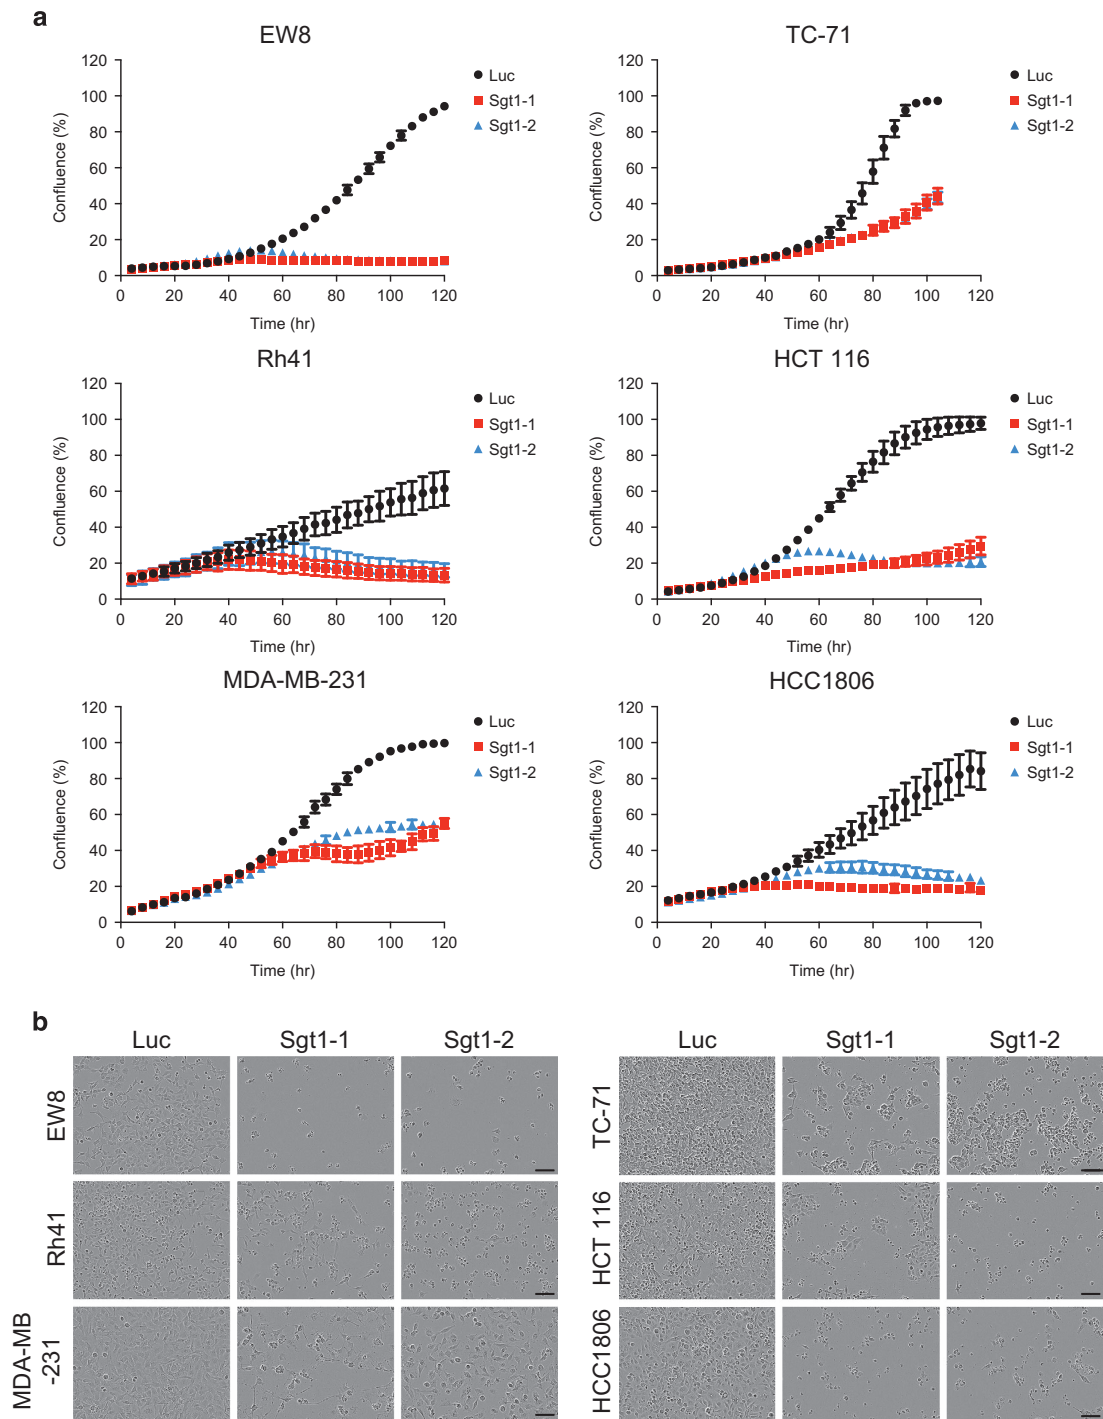 a
EW8
120
100
80
60
40
20
0
Confluence (%)
0 20 40 60 80 100 120
Time (hr)
Luc
Sgt1-1
Sgt1-2
TC-71
120
100
80
60
40
20
0
Confluence (%)
0 20 40 60 80 100 120
Time (hr)
Luc
Sgt1-1
Sgt1-2
Rh41
120
100
80
60
40
20
0
Confluence (%)
0 20 40 60 80 100 120
Time (hr)
Luc
Sgt1-1
Sgt1-2
HCT 116
120
100
80
60
40
20
0
Confluence (%)
0 20 40 60 80 100 120
Time (hr)
Luc
Sgt1-1
Sgt1-2
MDA-MB-231
120
100
80
60
40
20
0
Confluence (%)
0 20 40 60 80 100 120
Time (hr)
Luc
Sgt1-1
Sgt1-2
HCC1806
120
100
80
60
40
20
0
Confluence (%)
0 20 40 60 80 100 120
Time (hr)
Luc
Sgt1-1
Sgt1-2
b
Luc Sgt1-1 Sgt1-2
EW8
Rh41
MDA-MB
-231
Luc Sgt1-1 Sgt1-2
TC-71
HCT 116
HCC1806